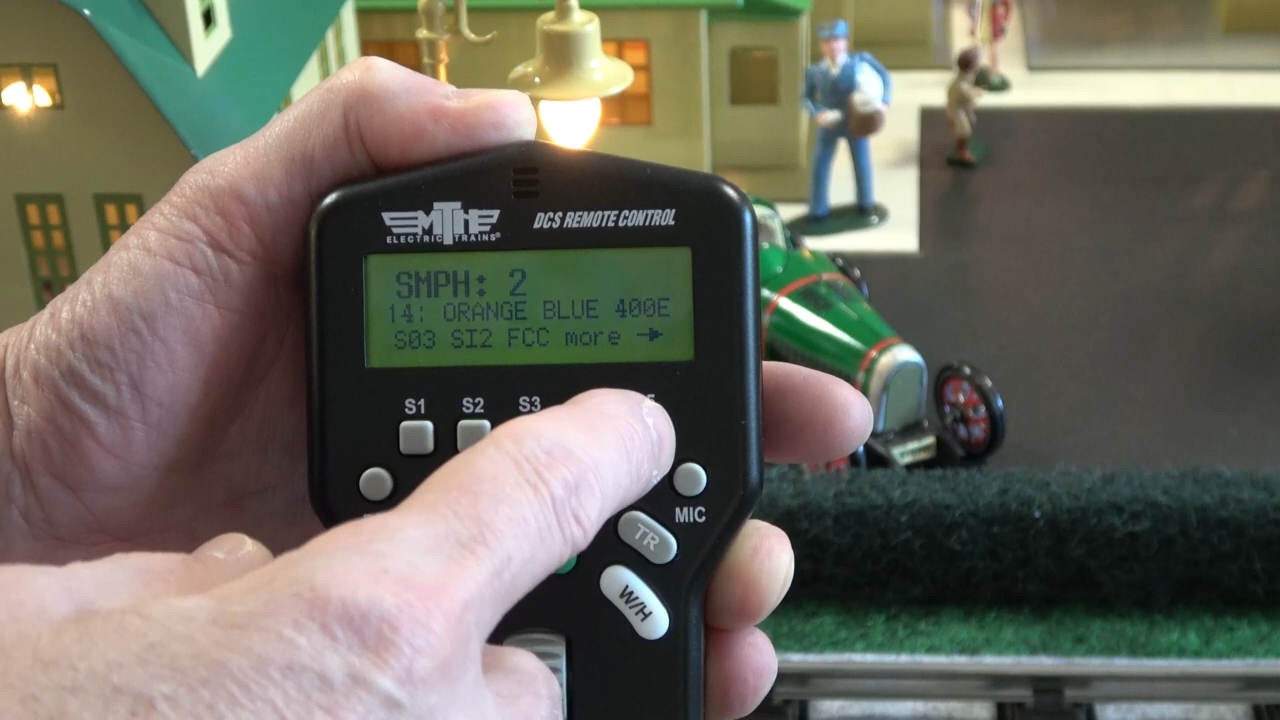 MTH
ELECTRIC TRAINS®
DCS REMOTE CONTROL
SMPH: 2
14: ORANGE BLUE 400E
S03 SI2 FCC more →
S1 S2 S3
MIC
TR
W/H